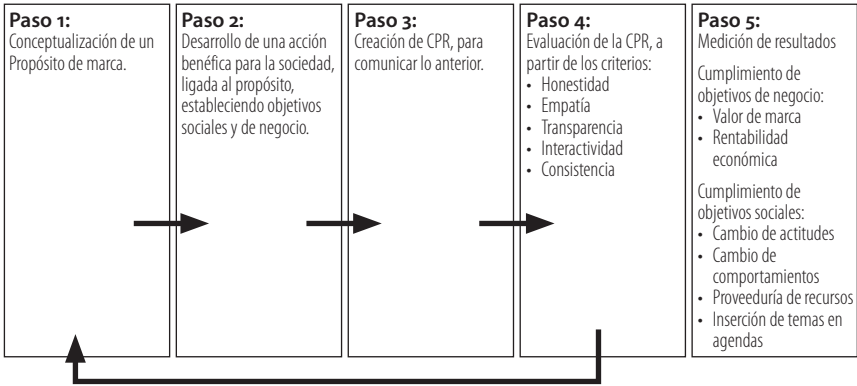 Paso 1:
Conceptualización de un
Propósito de marca.
Paso 2:
Desarrollo de una acción
benéfica para la sociedad,
ligada al propósito,
estableciendo objetivos
sociales y de negocio.
Paso 3:
Creación de CPR, para
comunicar lo anterior.
Paso 4:
Evaluación de la CPR, a
partir de los criterios:
• Honestidad
• Empatía
• Transparencia
• Interactividad
• Consistencia
Paso 5:
Medición de resultados
Cumplimiento de
objetivos de negocio:
• Valor de marca
• Rentabilidad
económica
Cumplimiento de
objetivos sociales:
• Cambio de actitudes
• Cambio de
comportamientos
• Proveeduría de recursos
• Inserción de temas en
agendas